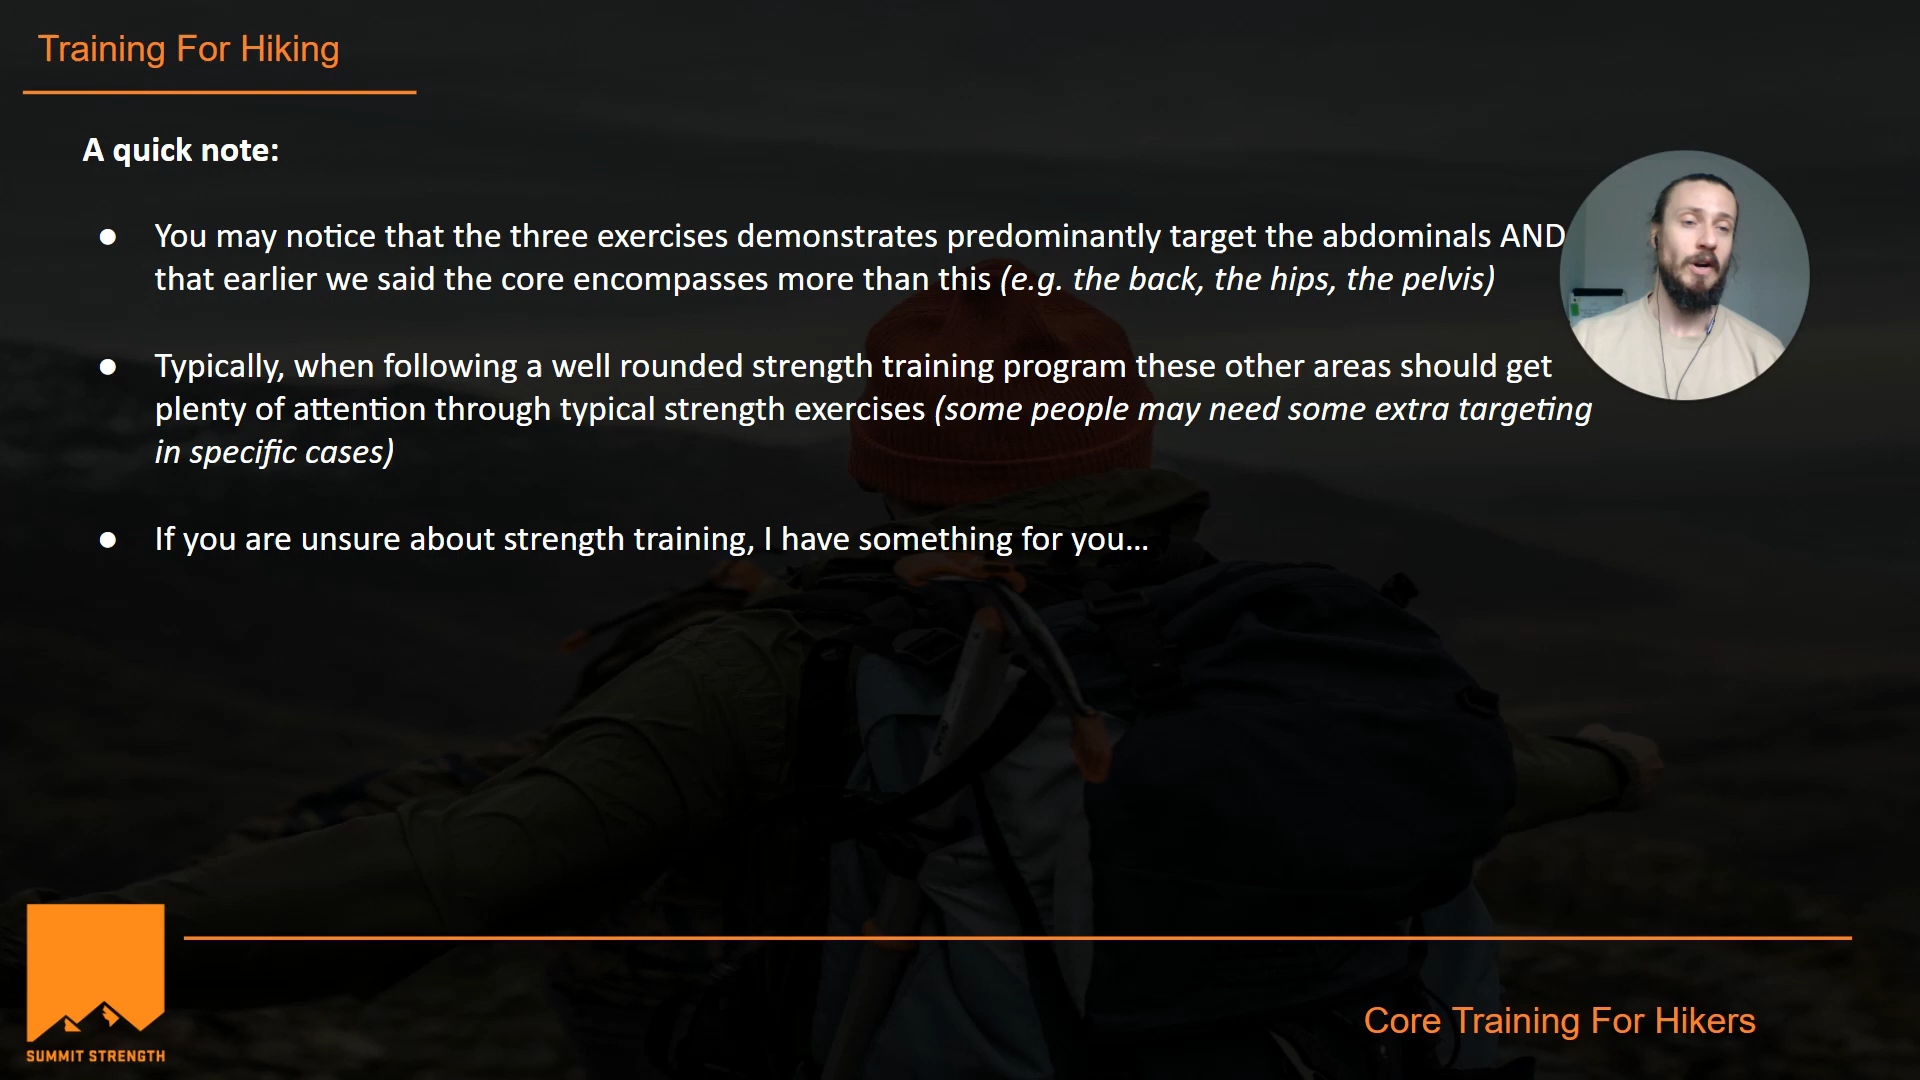 Training For Hiking
A quick note:
● You may notice that the three exercises demonstrates predominantly target the abdominals AND
that earlier we said the core encompasses more than this (e.g. the back, the hips, the pelvis)
● Typically, when following a well rounded strength training program these other areas should get
plenty of attention through typical strength exercises (some people may need some extra targeting
in specific cases)
● If you are unsure about strength training, I have something for you...
SUMMIT STRENGTH
Core Training For Hikers